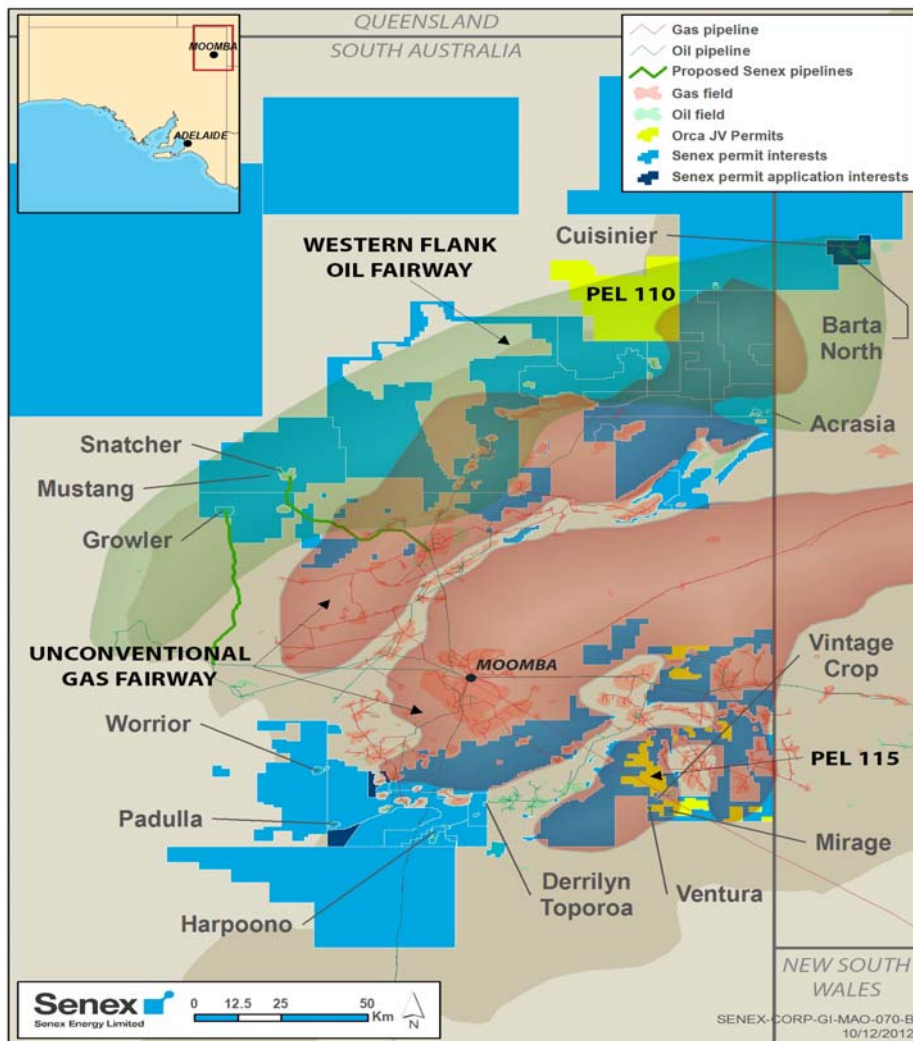 QUEENSLAND
SOUTH AUSTRALIA
MOOMBA
ADELAIDE
Gas pipeline
Oil pipeline
Proposed Senex pipelines
Gas field
Oil field
Orca JV Permits
Senex permit interests
Senex permit application interests
Cuisinier
WESTERN FLANK
OIL FAIRWAY
PEL 110
Barta
North
Acrasia
Snatcher
Mustang
Growler
UNCONVENTIONAL
GAS FAIRWAY
MOOMBA
Vintage
Crop
Worrior
PEL 115
Padulla
Mirage
Derrilyn
Toporoa
Ventura
Harpoono
NEW SOUTH
WALES
Senex
Senex Energy Limited
0 12.5 25 50
Km
N
SENEX-CORP-GI-MAO-070-B
10/12/2012